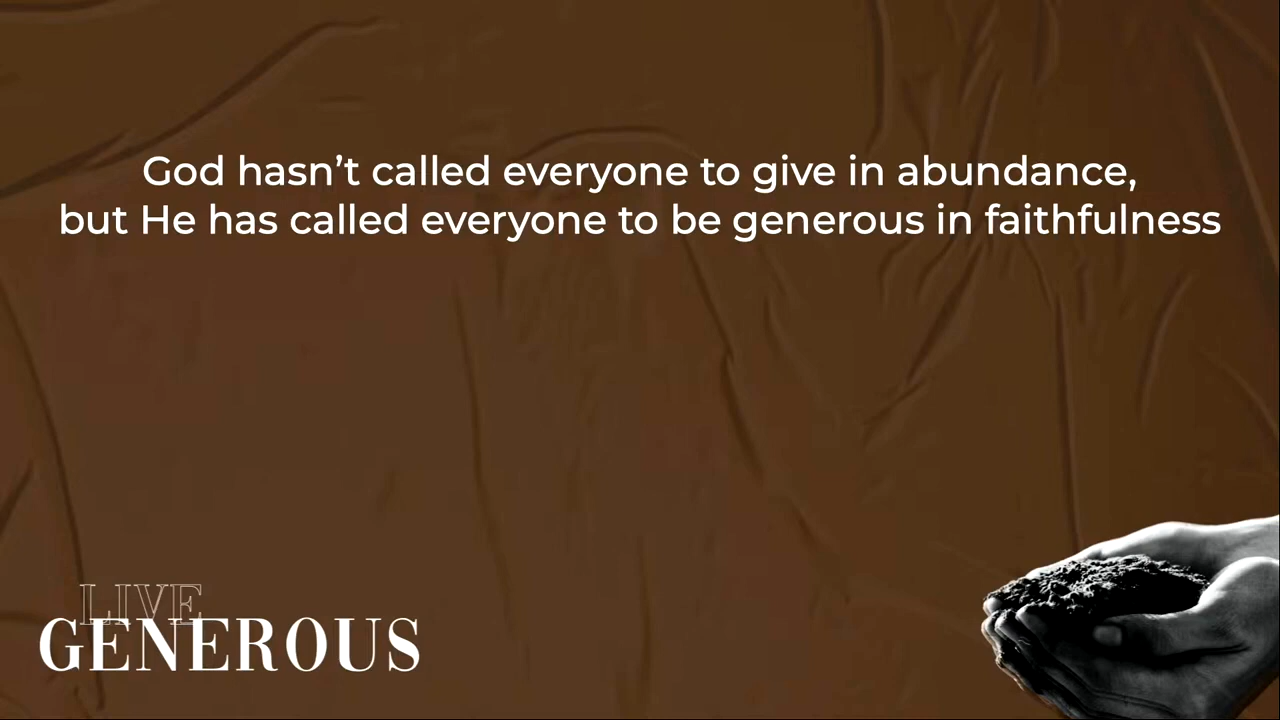 God hasn’t called everyone to give in abundance,
but He has called everyone to be generous in faithfulness
LIVE
GENEROUS